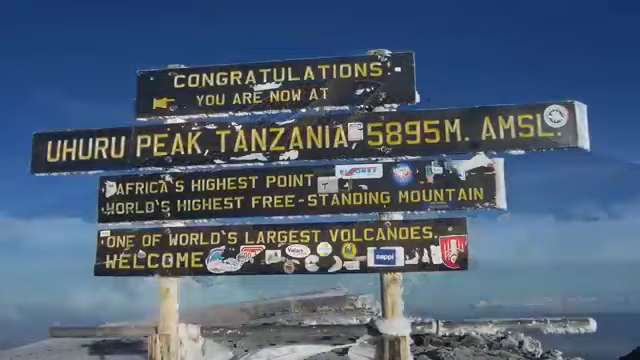 CONGRATULATIONS!
YOU ARE NOW AT
UHURU PEAK, TANZANIA, 5895M. AMSL.
AFRICA'S HIGHEST POINT
WORLD'S HIGHEST FREE-STANDING MOUNTAIN
ONE OF WORLD'S LARGEST VOLCANOES.
WELCOME
sappi